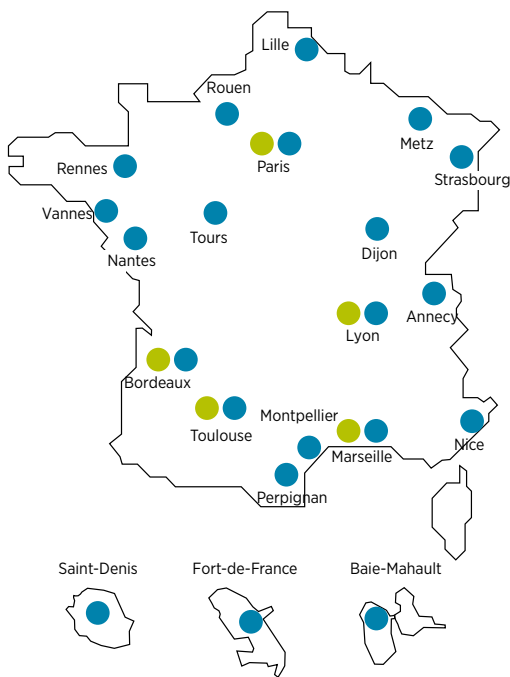 Lille
Rouen
Paris
Metz
Strasbourg
Rennes
Vannes
Nantes
Tours
Dijon
Annecy
Lyon
Bordeaux
Toulouse
Montpellier
Marseille
Nice
Perpignan
Saint-Denis
Fort-de-France
Baie-Mahault